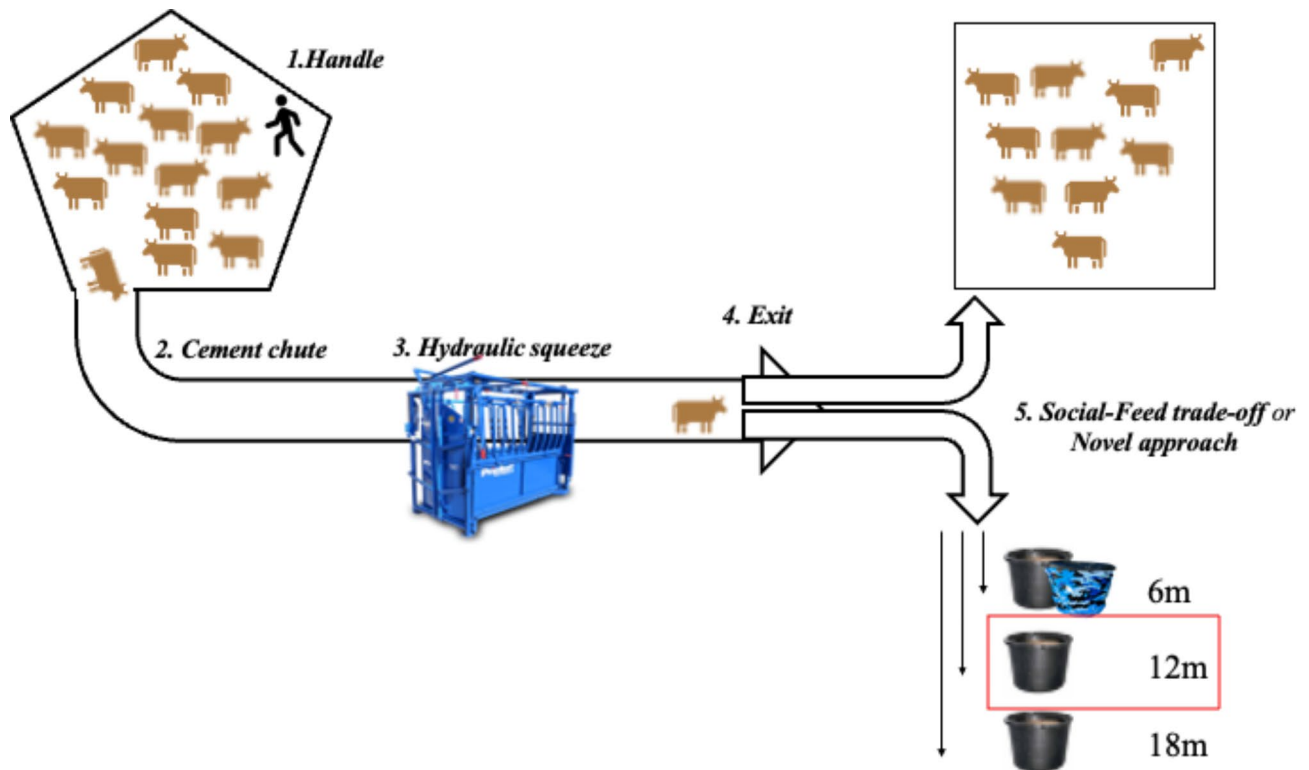 1.Handle
2. Cement chute
3. Hydraulic squeeze
4. Exit
5. Social-Feed trade-off or
Novel approach
6m
12m
18m